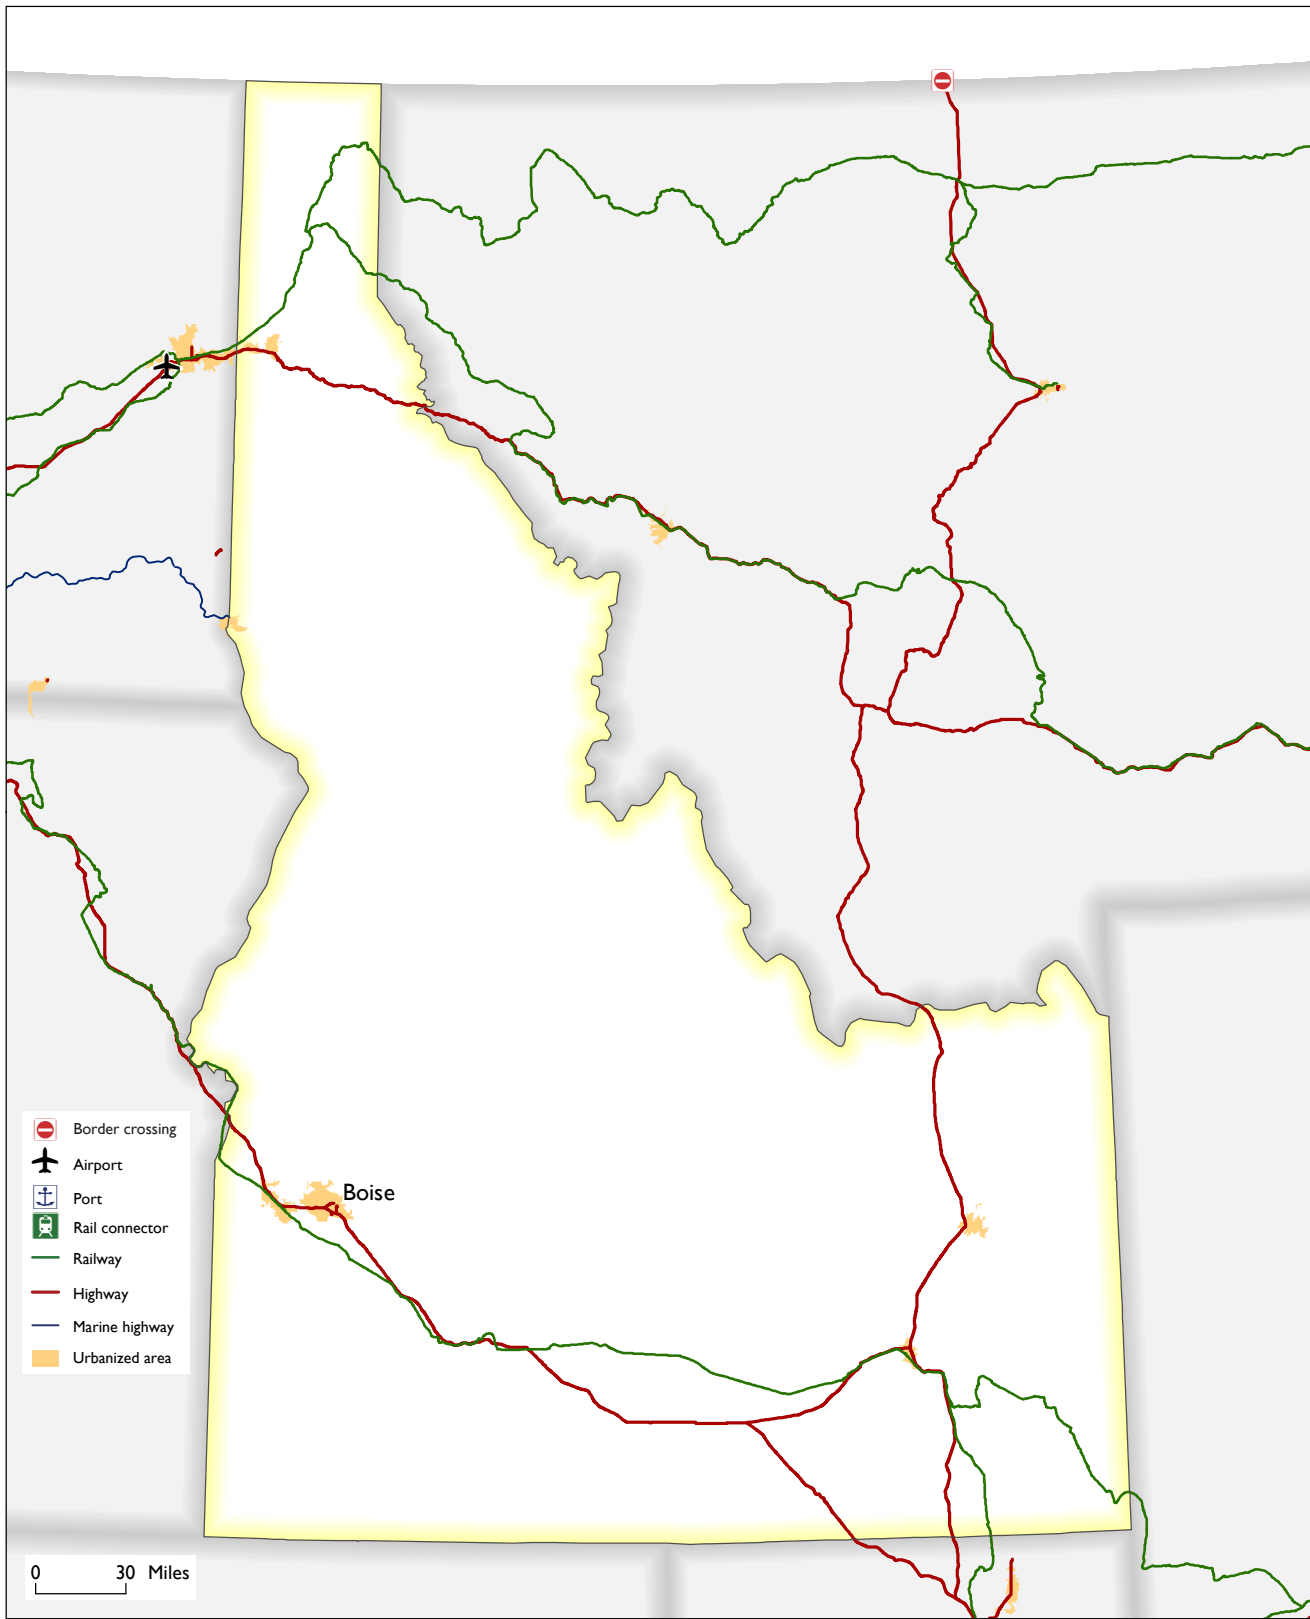 Boise
Border crossing
Airport
Port
Rail connector
Railway
Highway
Marine highway
Urbanized area
0 30 Miles